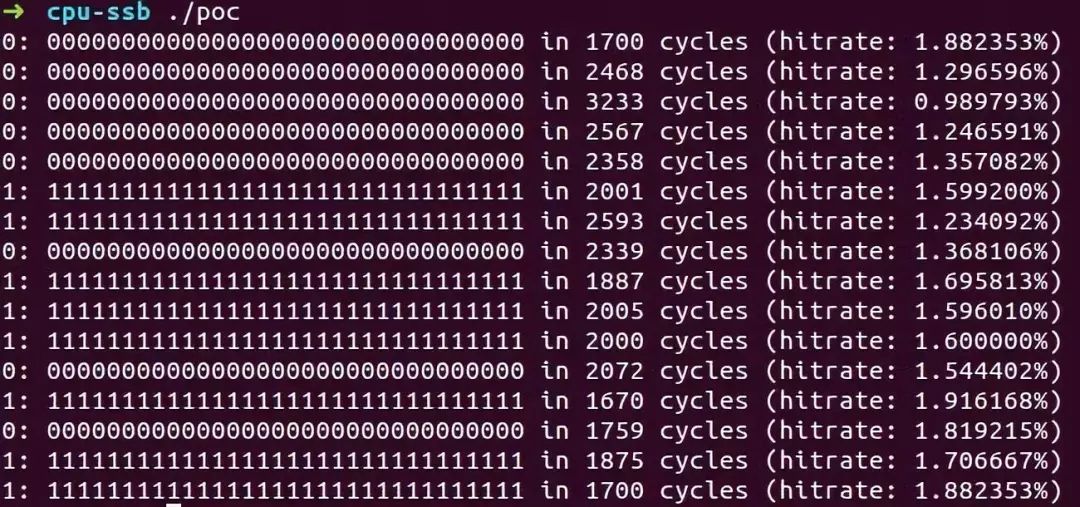 ➜ cpu-ssb ./poc
0: 00000000000000000000000000000000 in 1700 cycles (hitrate: 1.882353%)
0: 00000000000000000000000000000000 in 2468 cycles (hitrate: 1.296596%)
0: 00000000000000000000000000000000 in 3233 cycles (hitrate: 0.989793%)
0: 00000000000000000000000000000000 in 2567 cycles (hitrate: 1.246591%)
0: 00000000000000000000000000000000 in 2358 cycles (hitrate: 1.357082%)
1: 11111111111111111111111111111111 in 2001 cycles (hitrate: 1.599200%)
1: 11111111111111111111111111111111 in 2593 cycles (hitrate: 1.234092%)
0: 00000000000000000000000000000000 in 2339 cycles (hitrate: 1.368106%)
1: 11111111111111111111111111111111 in 1887 cycles (hitrate: 1.695813%)
1: 11111111111111111111111111111111 in 2005 cycles (hitrate: 1.596010%)
1: 11111111111111111111111111111111 in 2000 cycles (hitrate: 1.600000%)
0: 00000000000000000000000000000000 in 2072 cycles (hitrate: 1.544402%)
1: 11111111111111111111111111111111 in 1670 cycles (hitrate: 1.916168%)
0: 00000000000000000000000000000000 in 1759 cycles (hitrate: 1.819215%)
1: 11111111111111111111111111111111 in 1875 cycles (hitrate: 1.706667%)
1: 11111111111111111111111111111111 in 1700 cycles (hitrate: 1.882353%)